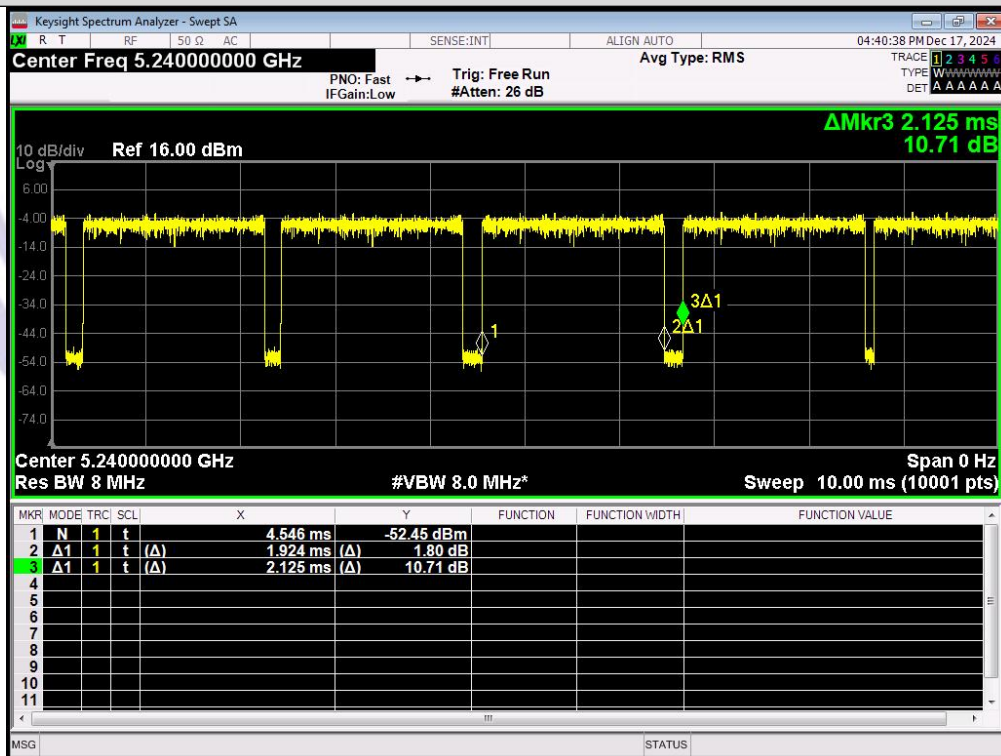 Keysight Spectrum Analyzer - Swept SA
LXI R T RF 50 Ω AC SENSE:INT ALIGN AUTO 04:40:38 PM Dec 17, 2024
Center Freq 5.240000000 GHz Avg Type: RMS TRACE 1 2 3 4 5 6
PNO: Fast Trig: Free Run TYPE WWWWWW
IFGain:Low #Atten: 26 dB DET A A A A A A
ΔMkr3 2.125 ms
10.71 dB
10 dB/div Ref 16.00 dBm
Log
6.00
-4.00
-14.0
-24.0
-34.0
3Δ1
-44.0
1
2Δ1
-54.0
-64.0
-74.0
Center 5.240000000 GHz Span 0 Hz
Res BW 8 MHz #VBW 8.0 MHz* Sweep 10.00 ms (10001 pts)
MKR MODE TRC SCL X Y FUNCTION FUNCTION WIDTH FUNCTION VALUE
1 N 1 t 4.546 ms -52.45 dBm
2 Δ1 1 t (Δ) 1.924 ms (Δ) 1.80 dB
3 Δ1 1 t (Δ) 2.125 ms (Δ) 10.71 dB
4
5
6
7
8
9
10
11
MSG STATUS